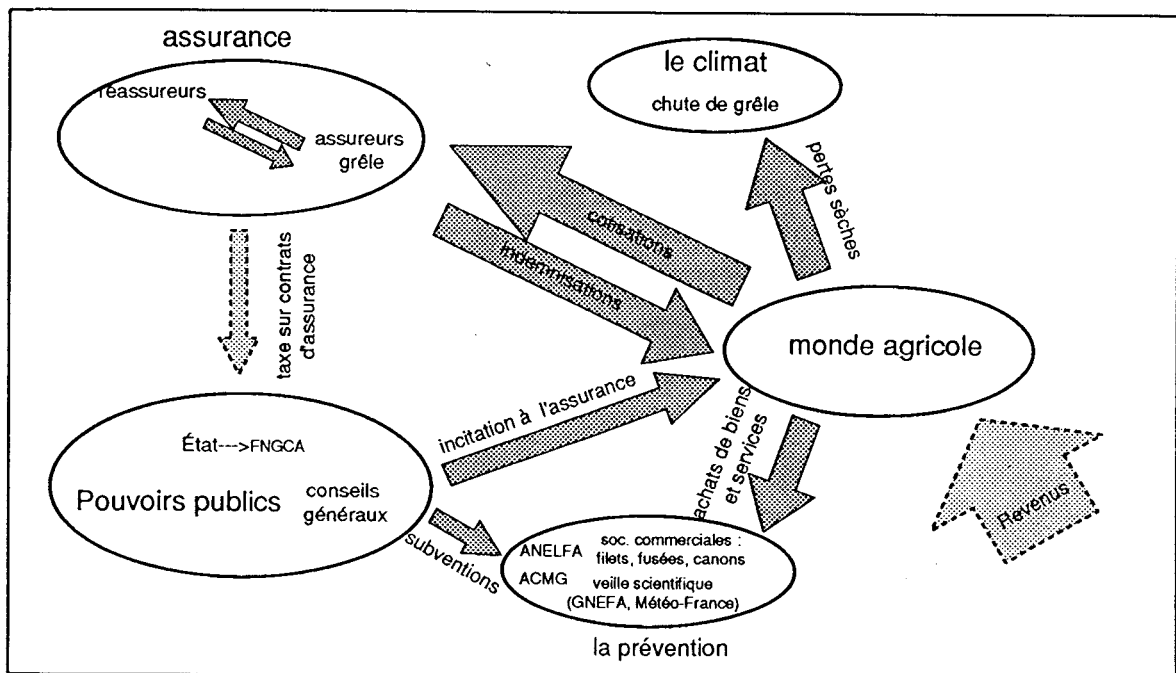 assurance
réassureurs
assureurs
grêle
le climat
chute de grêle
pertes sèches
cotisations
indemnisations
taxe sur contrats
d'assurance
monde agricole
incitation à l'assurance
État--->FNGCA
Pouvoirs publics
conseils
généraux
subventions
achats de biens
et services
Revenus
ANELFA
soc. commerciales :
filets, fusées, canons
ACMG
veille scientifique
(GNEFA, Météo-France)
la prévention